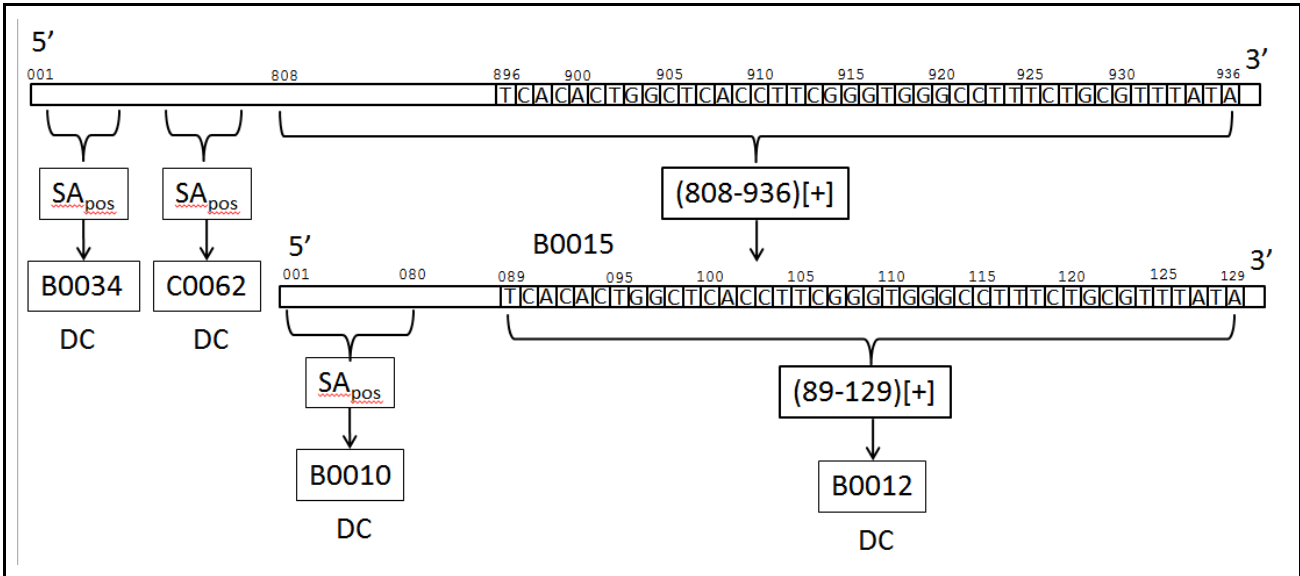 5’
3’
001 808 896 900 905 910 915 920 925 930 936
TCACACTGGCTCACCTTCGGGTGGGCCTTTCTGCGTTTATA
SApos SApos (808-936)[+]
B0034 C0062
DC DC
B0015
5’
3’
001 080 089 095 100 105 110 115 120 125 129
TCACACTGGCTCACCTTCGGGTGGGCCTTTCTGCGTTTATA
SApos (89-129)[+]
B0010 B0012
DC DC